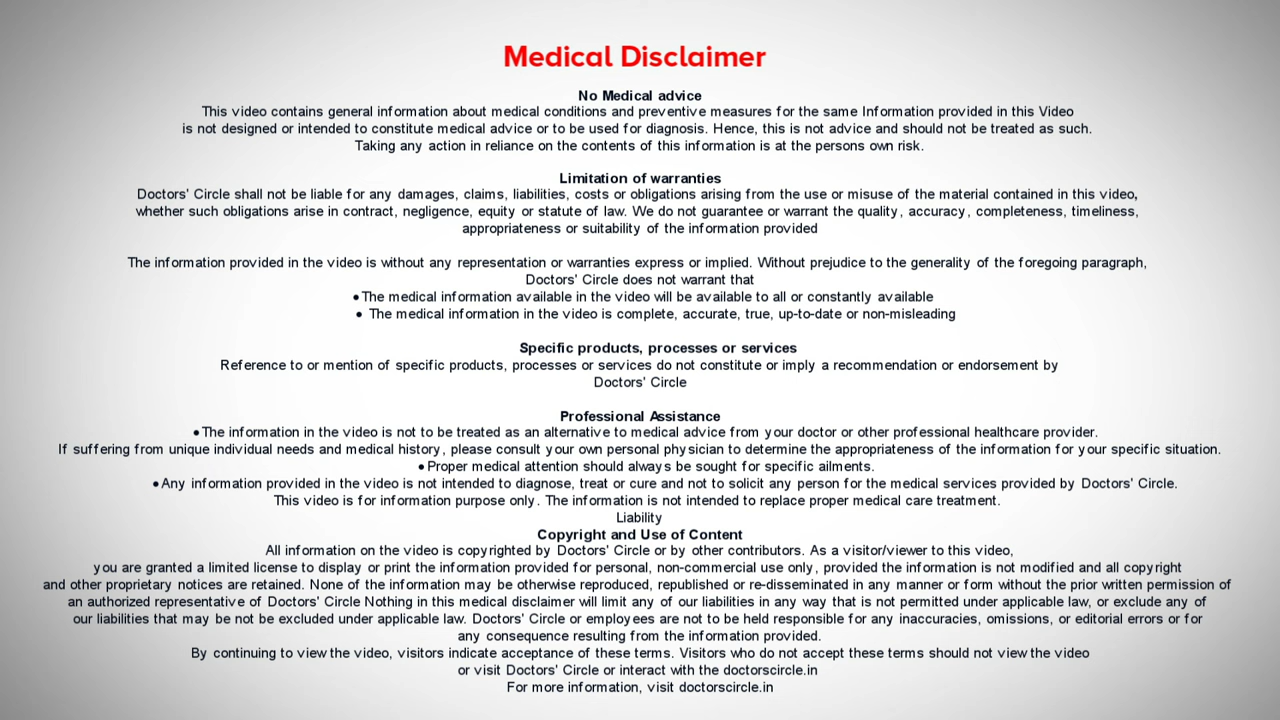 Medical Disclaimer
No Medical advice
This video contains general information about medical conditions and preventive measures for the same Information provided in this Video
is not designed or intended to constitute medical advice or to be used for diagnosis. Hence, this is not advice and should not be treated as such.
Taking any action in reliance on the contents of this information is at the persons own risk.
Limitation of warranties
Doctors' Circle shall not be liable for any damages, claims, liabilities, costs or obligations arising from the use or misuse of the material contained in this video,
whether such obligations arise in contract, negligence, equity or statute of law. We do not guarantee or warrant the quality, accuracy, completeness, timeliness,
appropriateness or suitability of the information provided
The information provided in the video is without any representation or warranties express or implied. Without prejudice to the generality of the foregoing paragraph,
Doctors' Circle does not warrant that
• The medical information available in the video will be available to all or constantly available
• The medical information in the video is complete, accurate, true, up-to-date or non-misleading
Specific products, processes or services
Reference to or mention of specific products, processes or services do not constitute or imply a recommendation or endorsement by
Doctors' Circle
Professional Assistance
• The information in the video is not to be treated as an alternative to medical advice from your doctor or other professional healthcare provider.
If suffering from unique individual needs and medical history, please consult your own personal physician to determine the appropriateness of the information for your specific situation.
• Proper medical attention should always be sought for specific ailments.
• Any information provided in the video is not intended to diagnose, treat or cure and not to solicit any person for the medical services provided by Doctors' Circle.
This video is for information purpose only. The information is not intended to replace proper medical care treatment.
Liability
Copyright and Use of Content
All information on the video is copyrighted by Doctors' Circle or by other contributors. As a visitor/viewer to this video,
you are granted a limited license to display or print the information provided for personal, non-commercial use only, provided the information is not modified and all copyright
and other proprietary notices are retained. None of the information may be otherwise reproduced, republished or re-disseminated in any manner or form without the prior written permission of
an authorized representative of Doctors' Circle Nothing in this medical disclaimer will limit any of our liabilities in any way that is not permitted under applicable law, or exclude any of
our liabilities that may be not be excluded under applicable law. Doctors' Circle or employees are not to be held responsible for any inaccuracies, omissions, or editorial errors or for
any consequence resulting from the information provided.
By continuing to view the video, visitors indicate acceptance of these terms. Visitors who do not accept these terms should not view the video
or visit Doctors' Circle or interact with the doctorscircle.in
For more information, visit doctorscircle.in